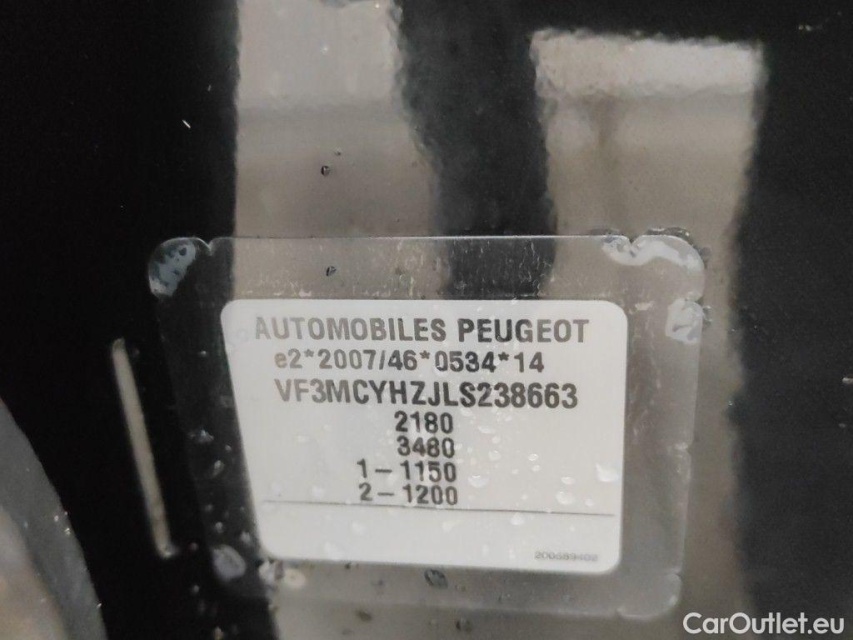 AUTOMOBILES PEUGEOT
e2*2007/46*0534*14
VF3MCYHZJLS238663
2180
3480
1-1150
2-1200
CarOutlet.eu